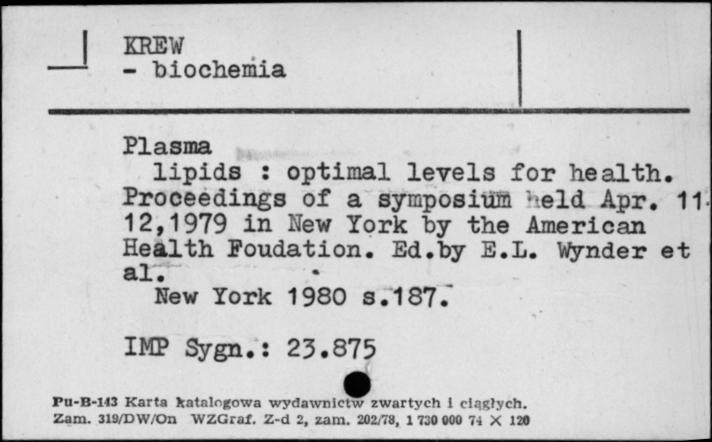 KREW
- biochemia
Plasma
lipids : optimal levels for health.
Proceedings of a symposium held Apr. 11-
12,1979 in New York by the American
Health Foudation. Ed.by E.L. Wynder et
al.
New York 1980 s.187.
IMP Sygn.: 23.875
Pu-B-143 Karta katalogowa wydawnictw zwartych i ciągłych.
Zam. 319/DW/On WZGraf. Z-d 2, zam. 202/78, 1 730 000 74 X 120